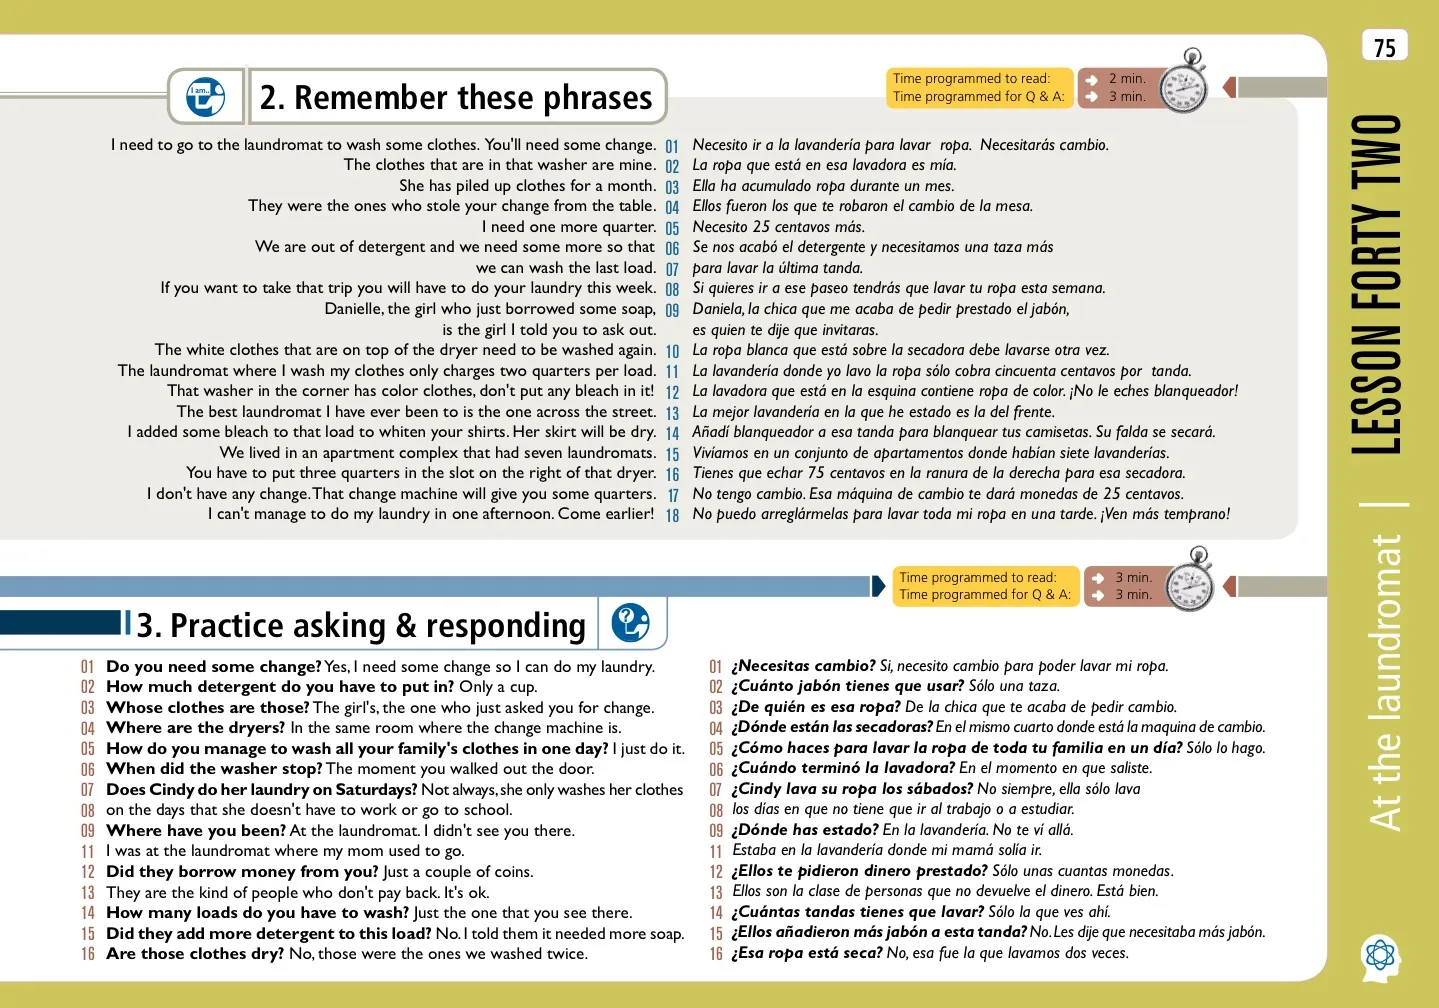 75
I am..
2. Remember these phrases
Time programmed to read: 2 min.
Time programmed for Q & A: 3 min.
I need to go to the laundromat to wash some clothes. You'll need some change. 01 Necesito ir a la lavandería para lavar ropa. Necesitarás cambio.
The clothes that are in that washer are mine. 02 La ropa que está en esa lavadora es mía.
She has piled up clothes for a month. 03 Ella ha acumulado ropa durante un mes.
They were the ones who stole your change from the table. 04 Ellos fueron los que te robaron el cambio de la mesa.
I need one more quarter. 05 Necesito 25 centavos más.
We are out of detergent and we need some more so that 06 Se nos acabó el detergente y necesitamos una taza más
we can wash the last load. 07 para lavar la última tanda.
If you want to take that trip you will have to do your laundry this week. 08 Si quieres ir a ese paseo tendrás que lavar tu ropa esta semana.
Danielle, the girl who just borrowed some soap, 09 Daniela, la chica que me acaba de pedir prestado el jabón,
is the girl I told you to ask out. es quien te dije que invitaras.
The white clothes that are on top of the dryer need to be washed again. 10 La ropa blanca que está sobre la secadora debe lavarse otra vez.
The laundromat where I wash my clothes only charges two quarters per load. 11 La lavandería donde yo lavo la ropa sólo cobra cincuenta centavos por tanda.
That washer in the corner has color clothes, don't put any bleach in it! 12 La lavadora que está en la esquina contiene ropa de color. ¡No le eches blanqueador!
The best laundromat I have ever been to is the one across the street. 13 La mejor lavandería en la que he estado es la del frente.
I added some bleach to that load to whiten your shirts. Her skirt will be dry. 14 Añadí blanqueador a esa tanda para blanquear tus camisetas. Su falda se secará.
We lived in an apartment complex that had seven laundromats. 15 Vivíamos en un conjunto de apartamentos donde habían siete lavanderías.
You have to put three quarters in the slot on the right of that dryer. 16 Tienes que echar 75 centavos en la ranura de la derecha para esa secadora.
I don't have any change. That change machine will give you some quarters. 17 No tengo cambio. Esa máquina de cambio te dará monedas de 25 centavos.
I can't manage to do my laundry in one afternoon. Come earlier! 18 No puedo arreglármelas para lavar toda mi ropa en una tarde. ¡Ven más temprano!
Time programmed to read: 3 min.
Time programmed for Q & A: 3 min.
3. Practice asking & responding
?
01 Do you need some change? Yes, I need some change so I can do my laundry.
02 How much detergent do you have to put in? Only a cup.
03 Whose clothes are those? The girl's, the one who just asked you for change.
04 Where are the dryers? In the same room where the change machine is.
05 How do you manage to wash all your family's clothes in one day? I just do it.
06 When did the washer stop? The moment you walked out the door.
07 Does Cindy do her laundry on Saturdays? Not always, she only washes her clothes
08 on the days that she doesn't have to work or go to school.
09 Where have you been? At the laundromat. I didn't see you there.
11 I was at the laundromat where my mom used to go.
12 Did they borrow money from you? Just a couple of coins.
13 They are the kind of people who don't pay back. It's ok.
14 How many loads do you have to wash? Just the one that you see there.
15 Did they add more detergent to this load? No. I told them it needed more soap.
16 Are those clothes dry? No, those were the ones we washed twice.
01 ¿Necesitas cambio? Si, necesito cambio para poder lavar mi ropa.
02 ¿Cuánto jabón tienes que usar? Sólo una taza.
03 ¿De quién es esa ropa? De la chica que te acaba de pedir cambio.
04 ¿Dónde están las secadoras? En el mismo cuarto donde está la maquina de cambio.
05 ¿Cómo haces para lavar la ropa de toda tu familia en un día? Sólo lo hago.
06 ¿Cuándo terminó la lavadora? En el momento en que saliste.
07 ¿Cindy lava su ropa los sábados? No siempre, ella sólo lava
08 los días en que no tiene que ir al trabajo o a estudiar.
09 ¿Dónde has estado? En la lavandería. No te ví allá.
11 Estaba en la lavandería donde mi mamá solía ir.
12 ¿Ellos te pidieron dinero prestado? Sólo unas cuantas monedas.
13 Ellos son la clase de personas que no devuelve el dinero. Está bien.
14 ¿Cuántas tandas tienes que lavar? Sólo la que ves ahí.
15 ¿Ellos añadieron más jabón a esta tanda? No. Les dije que necesitaba más jabón.
16 ¿Esa ropa está seca? No, esa fue la que lavamos dos veces.
At the laundromat | LESSON FORTY TWO